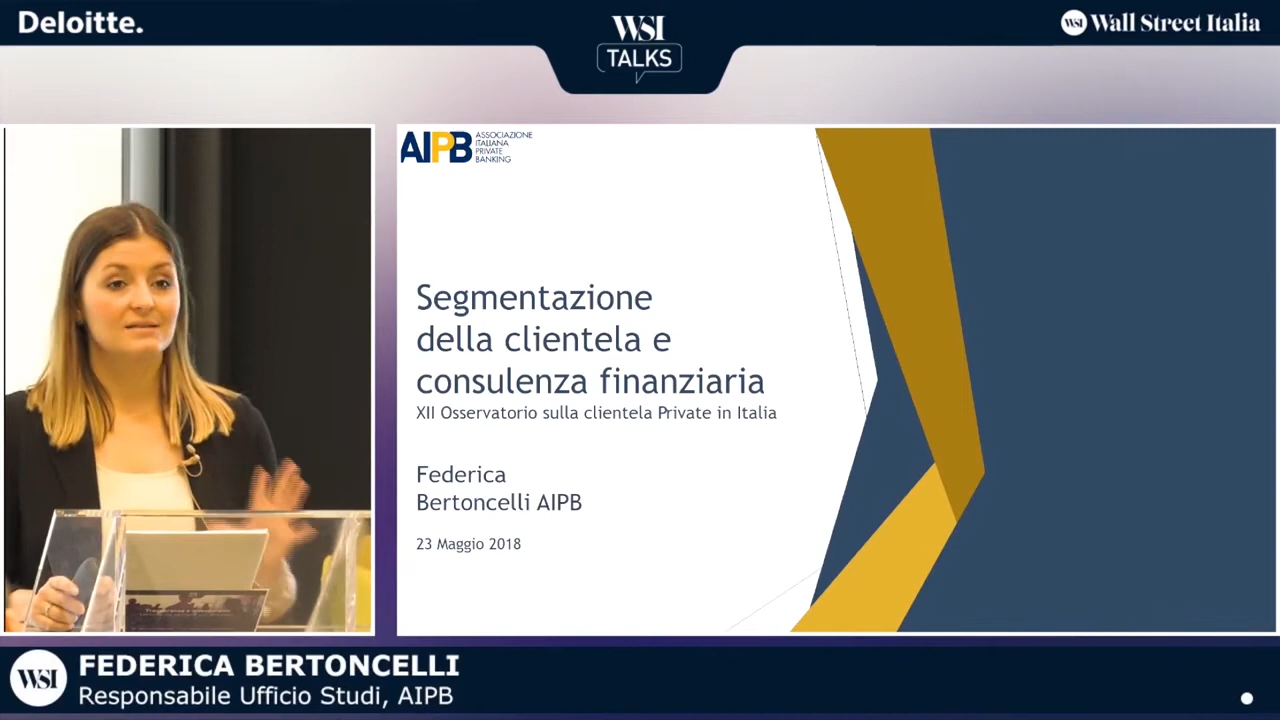 Deloitte.
WSI
TALKS
WSI Wall Street Italia
AIPB
ASSOCIAZIONE
ITALIANA
PRIVATE
BANKING
Segmentazione
della clientela e
consulenza finanziaria
XII Osservatorio sulla clientela Private in Italia
Federica
Bertoncelli AIPB
23 Maggio 2018
WSI
FEDERICA BERTONCELLI
Responsabile Ufficio Studi, AIPB